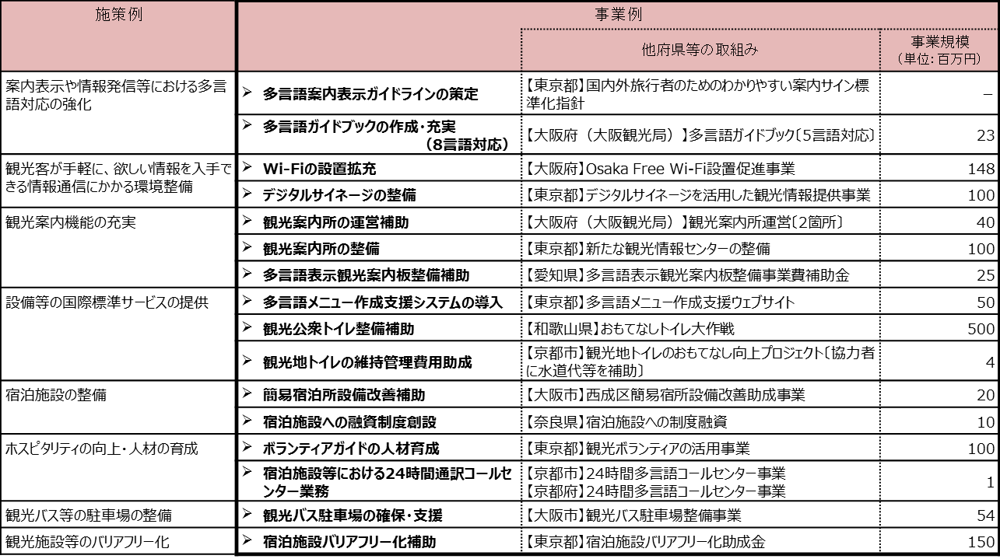 施策例
事業例
他府県等の取組み
事業規模
（単位：百万円）
案内表示や情報発信等における多言
語対応の強化
➢ 多言語案内表示ガイドラインの策定
【東京都】国内外旅行者のためのわかりやすい案内サイン標
準化指針
－
➢ 多言語ガイドブックの作成・充実
（8言語対応）
【大阪府（大阪観光局）】多言語ガイドブック〔5言語対応〕
23
観光客が手軽に、欲しい情報を入手で
きる情報通信にかかる環境整備
➢ Wi-Fiの設置拡充
【大阪府】Osaka Free Wi-Fi設置促進事業
148
➢ デジタルサイネージの整備
【東京都】デジタルサイネージを活用した観光情報提供事業
100
観光案内機能の充実
➢ 観光案内所の運営補助
【大阪府（大阪観光局）】観光案内所運営〔2箇所〕
40
➢ 観光案内所の整備
【東京都】新たな観光情報センターの整備
100
➢ 多言語表示観光案内板整備補助
【愛知県】多言語表示観光案内板整備事業費補助金
25
設備等の国際標準サービスの提供
➢ 多言語メニュー作成支援システムの導入
【東京都】多言語メニュー作成支援ウェブサイト
50
➢ 観光公衆トイレ整備補助
【和歌山県】おもてなしトイレ大作戦
500
➢ 観光地トイレの維持管理費用助成
【京都市】観光地トイレのおもてなし向上プロジェクト〔協力者
に水道代等を補助〕
4
宿泊施設の整備
➢ 簡易宿泊所設備改善補助
【大阪市】西成区簡易宿所設備改善助成事業
20
➢ 宿泊施設への融資制度創設
【奈良県】宿泊施設への制度融資
10
ホスピタリティの向上・人材の育成
➢ ボランティアガイドの人材育成
【東京都】観光ボランティアの活用事業
100
➢ 宿泊施設等における24時間通訳コールセ
ンター業務
【京都市】24時間多言語コールセンター事業
【京都府】24時間多言語コールセンター事業
1
観光バス等の駐車場の整備
➢ 観光バス駐車場の確保・支援
【大阪市】観光バス駐車場整備事業
54
観光施設等のバリアフリー化
➢ 宿泊施設バリアフリー化補助
【東京都】宿泊施設バリアフリー化助成金
150